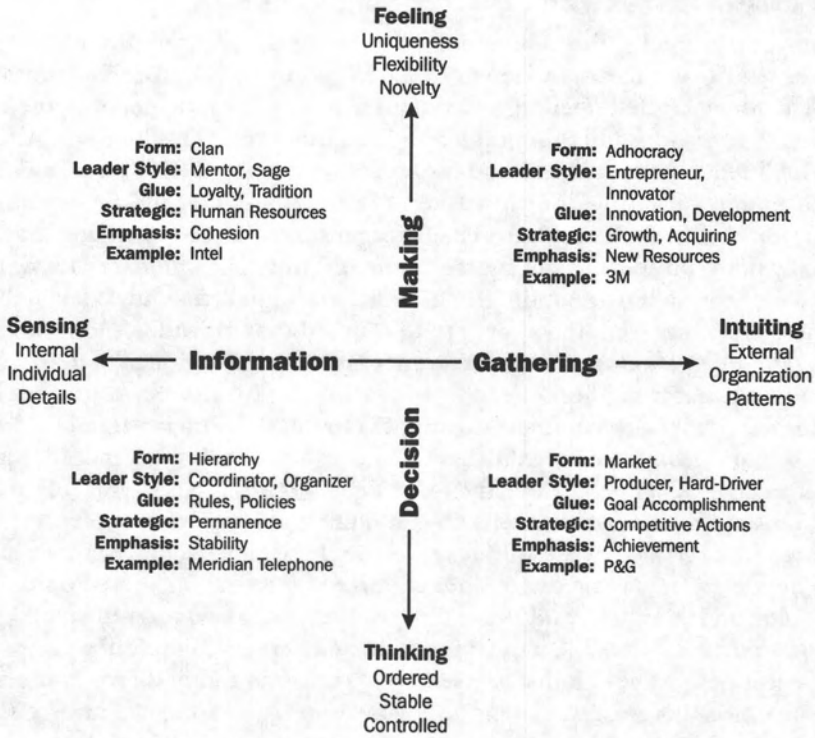 Feeling
Uniqueness
Flexibility
Novelty
Form: Clan
Leader Style: Mentor, Sage
Glue: Loyalty, Tradition
Strategic: Human Resources
Emphasis: Cohesion
Example: Intel
Form: Adhocracy
Leader Style: Entrepreneur,
Innovator
Glue: Innovation, Development
Strategic: Growth, Acquiring
Emphasis: New Resources
Example: 3M
Making
Sensing
Internal
Individual
Details
Information
Gathering
Intuiting
External
Organization
Patterns
Decision
Form: Hierarchy
Leader Style: Coordinator, Organizer
Glue: Rules, Policies
Strategic: Permanence
Emphasis: Stability
Example: Meridian Telephone
Form: Market
Leader Style: Producer, Hard-Driver
Glue: Goal Accomplishment
Strategic: Competitive Actions
Emphasis: Achievement
Example: P&G
Thinking
Ordered
Stable
Controlled